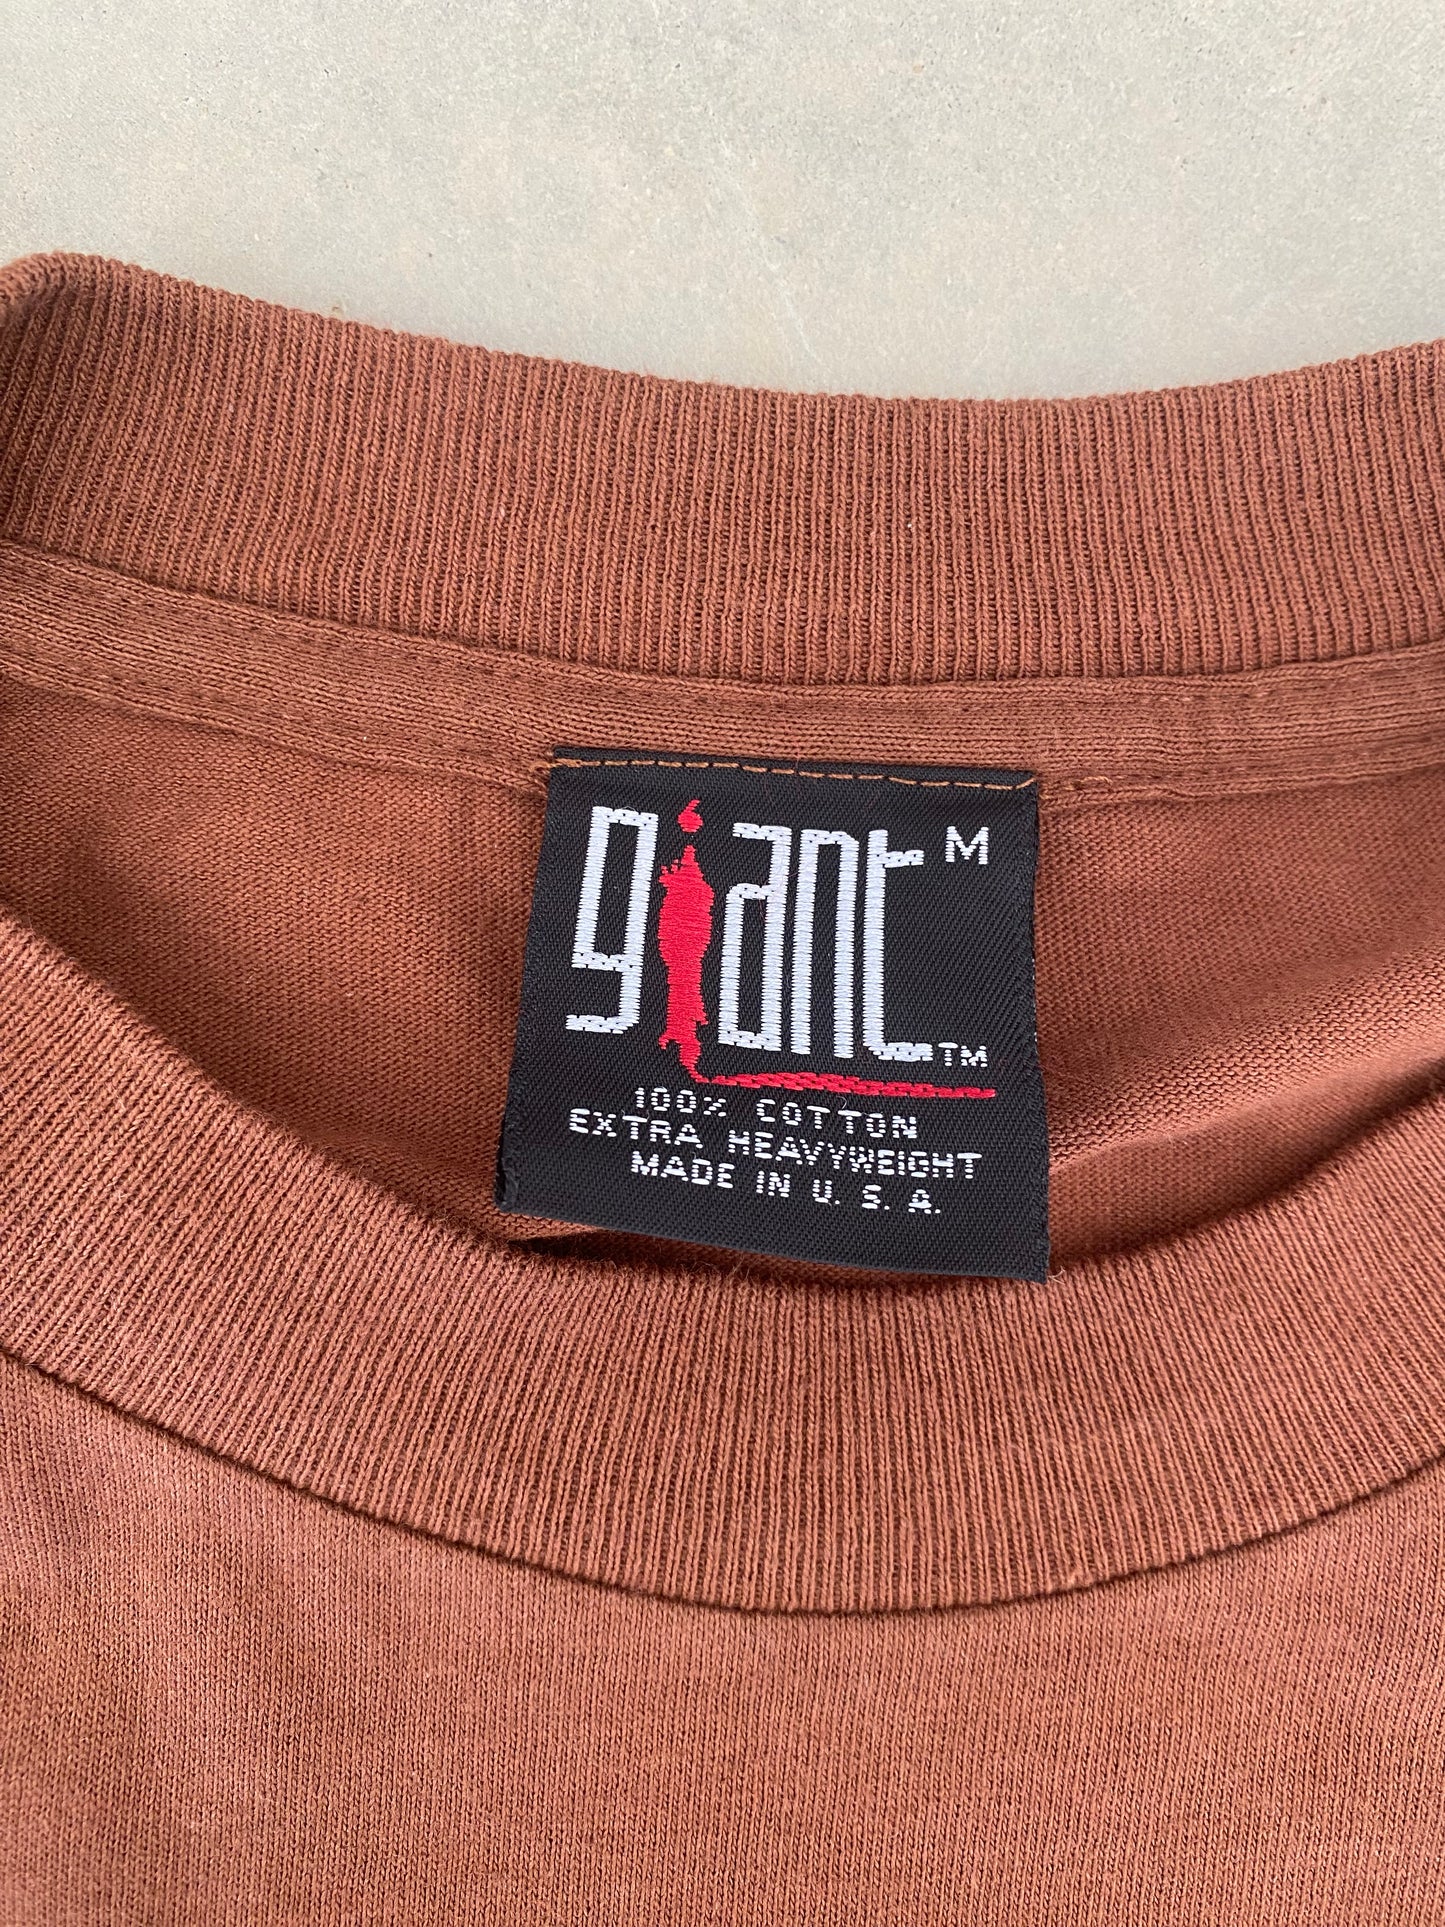 giant M
TM
100% COTTON
EXTRA HEAVYWEIGHT
MADE IN U. S. A.